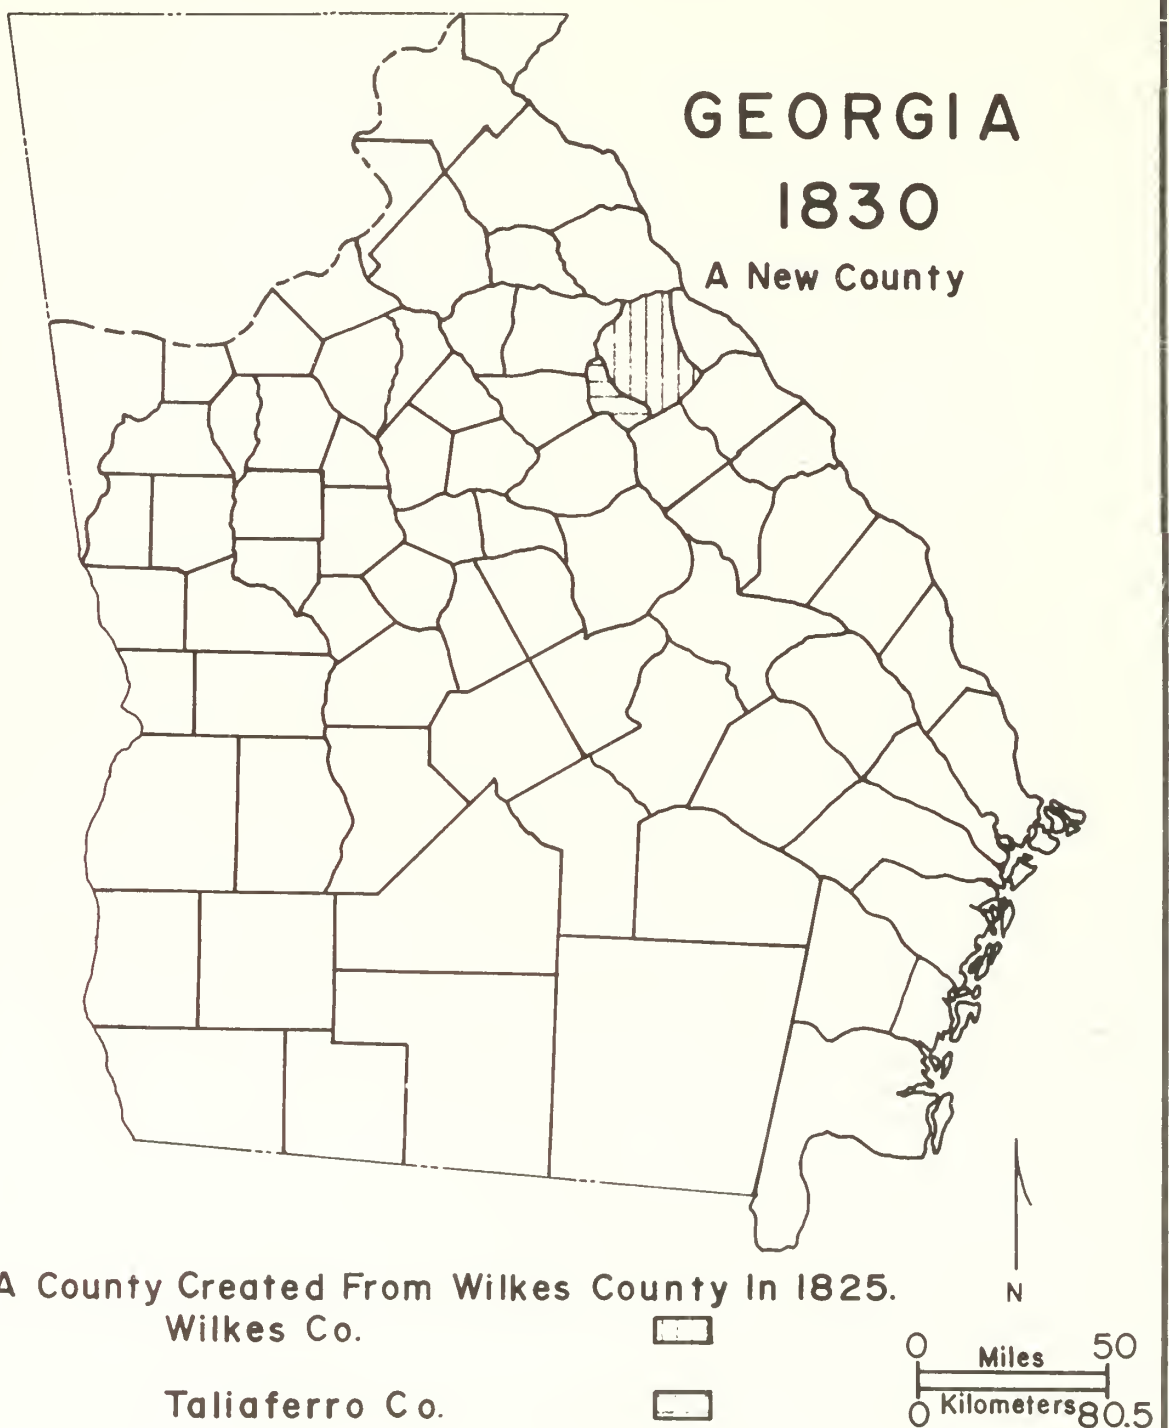 GEORGIA
1830
A New County
A County Created From Wilkes County In 1825.
Wilkes Co.
Taliaferro Co.
N
0 50
Miles
Kilometers
0 80.5